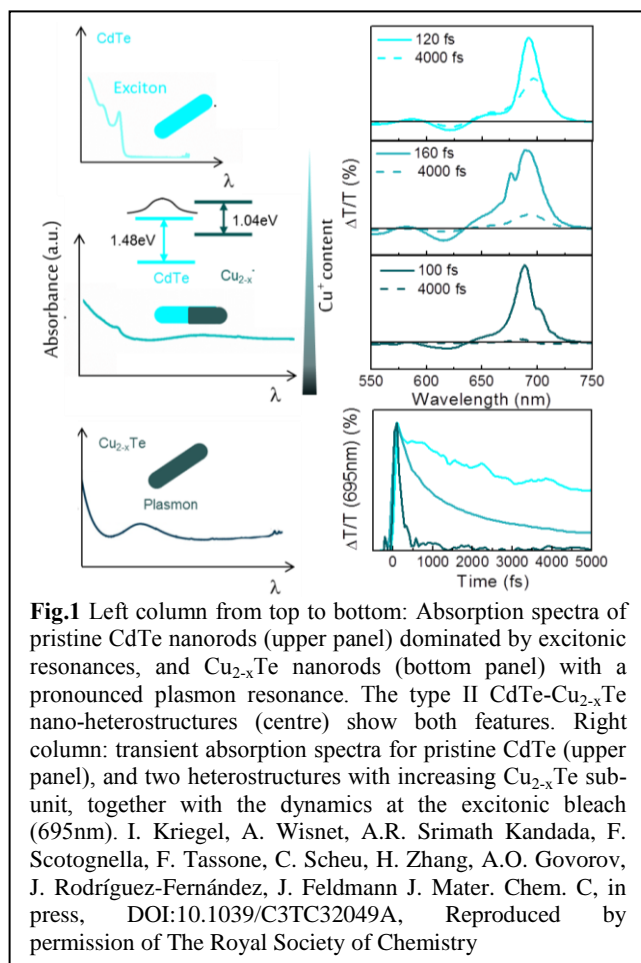 CdTe
Exciton
λ
1.48eV
1.04eV
CdTe
Cu2-x
Absorbance (a.u.)
λ
Cu2-xTe
Plasmon
λ
Cu+ content
120 fs
4000 fs
160 fs
4000 fs
100 fs
4000 fs
ΔT/T (%)
550 600 650 700 750
Wavelength (nm)
ΔT/T (695nm) (%)
0 1000 2000 3000 4000 5000
Time (fs)
Fig.1 Left column from top to bottom: Absorption spectra of
pristine CdTe nanorods (upper panel) dominated by excitonic
resonances, and Cu2-xTe nanorods (bottom panel) with a
pronounced plasmon resonance. The type II CdTe-Cu2-xTe
nano-heterostructures (centre) show both features. Right
column: transient absorption spectra for pristine CdTe (upper
panel), and two heterostructures with increasing Cu2-xTe sub-
unit, together with the dynamics at the excitonic bleach
(695nm). I. Kriegel, A. Wisnet, A.R. Srimath Kandada, F.
Scotognella, F. Tassone, C. Scheu, H. Zhang, A.O. Govorov,
J. Rodríguez-Fernández, J. Feldmann J. Mater. Chem. C, in
press, DOI:10.1039/C3TC32049A, Reproduced by
permission of The Royal Society of Chemistry